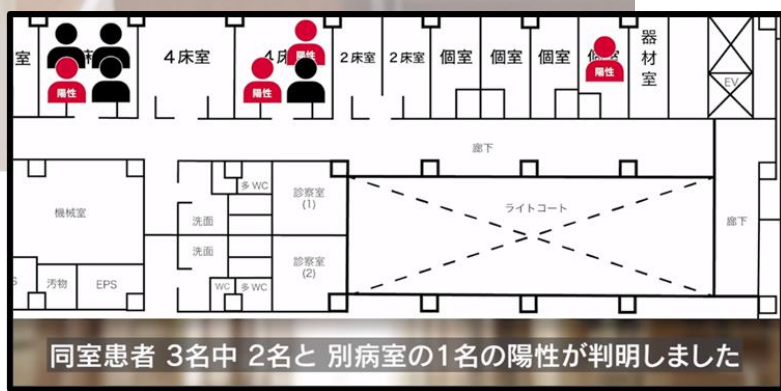 室
4床室
2床室
2床室
個室
個室
個室
器材室
陽性
陽性
陽性
陽性
EV
廊下
機械室
多WC
洗面
診察室
(1)
ライトコート
廊下
洗面
診察室
(2)
汚物
EPS
WC
多WC
同室患者 3名中 2名と 別病室の1名の陽性が判明しました